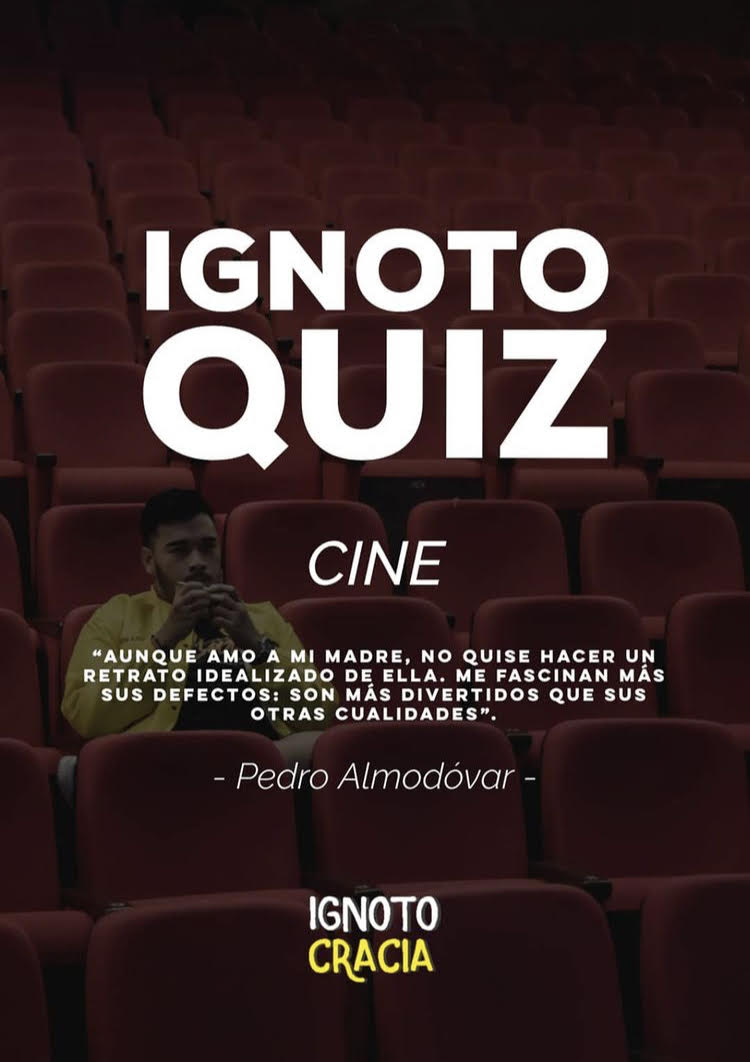 IGNOTO
QUIZ
CINE
“AUNQUE AMO A MI MADRE, NO QUISE HACER UN
RETRATO IDEALIZADO DE ELLA. ME FASCINAN MÁS
SUS DEFECTOS: SON MÁS DIVERTIDOS QUE SUS
OTRAS CUALIDADES”.
- Pedro Almodóvar -
IGNOTO
CRACIA